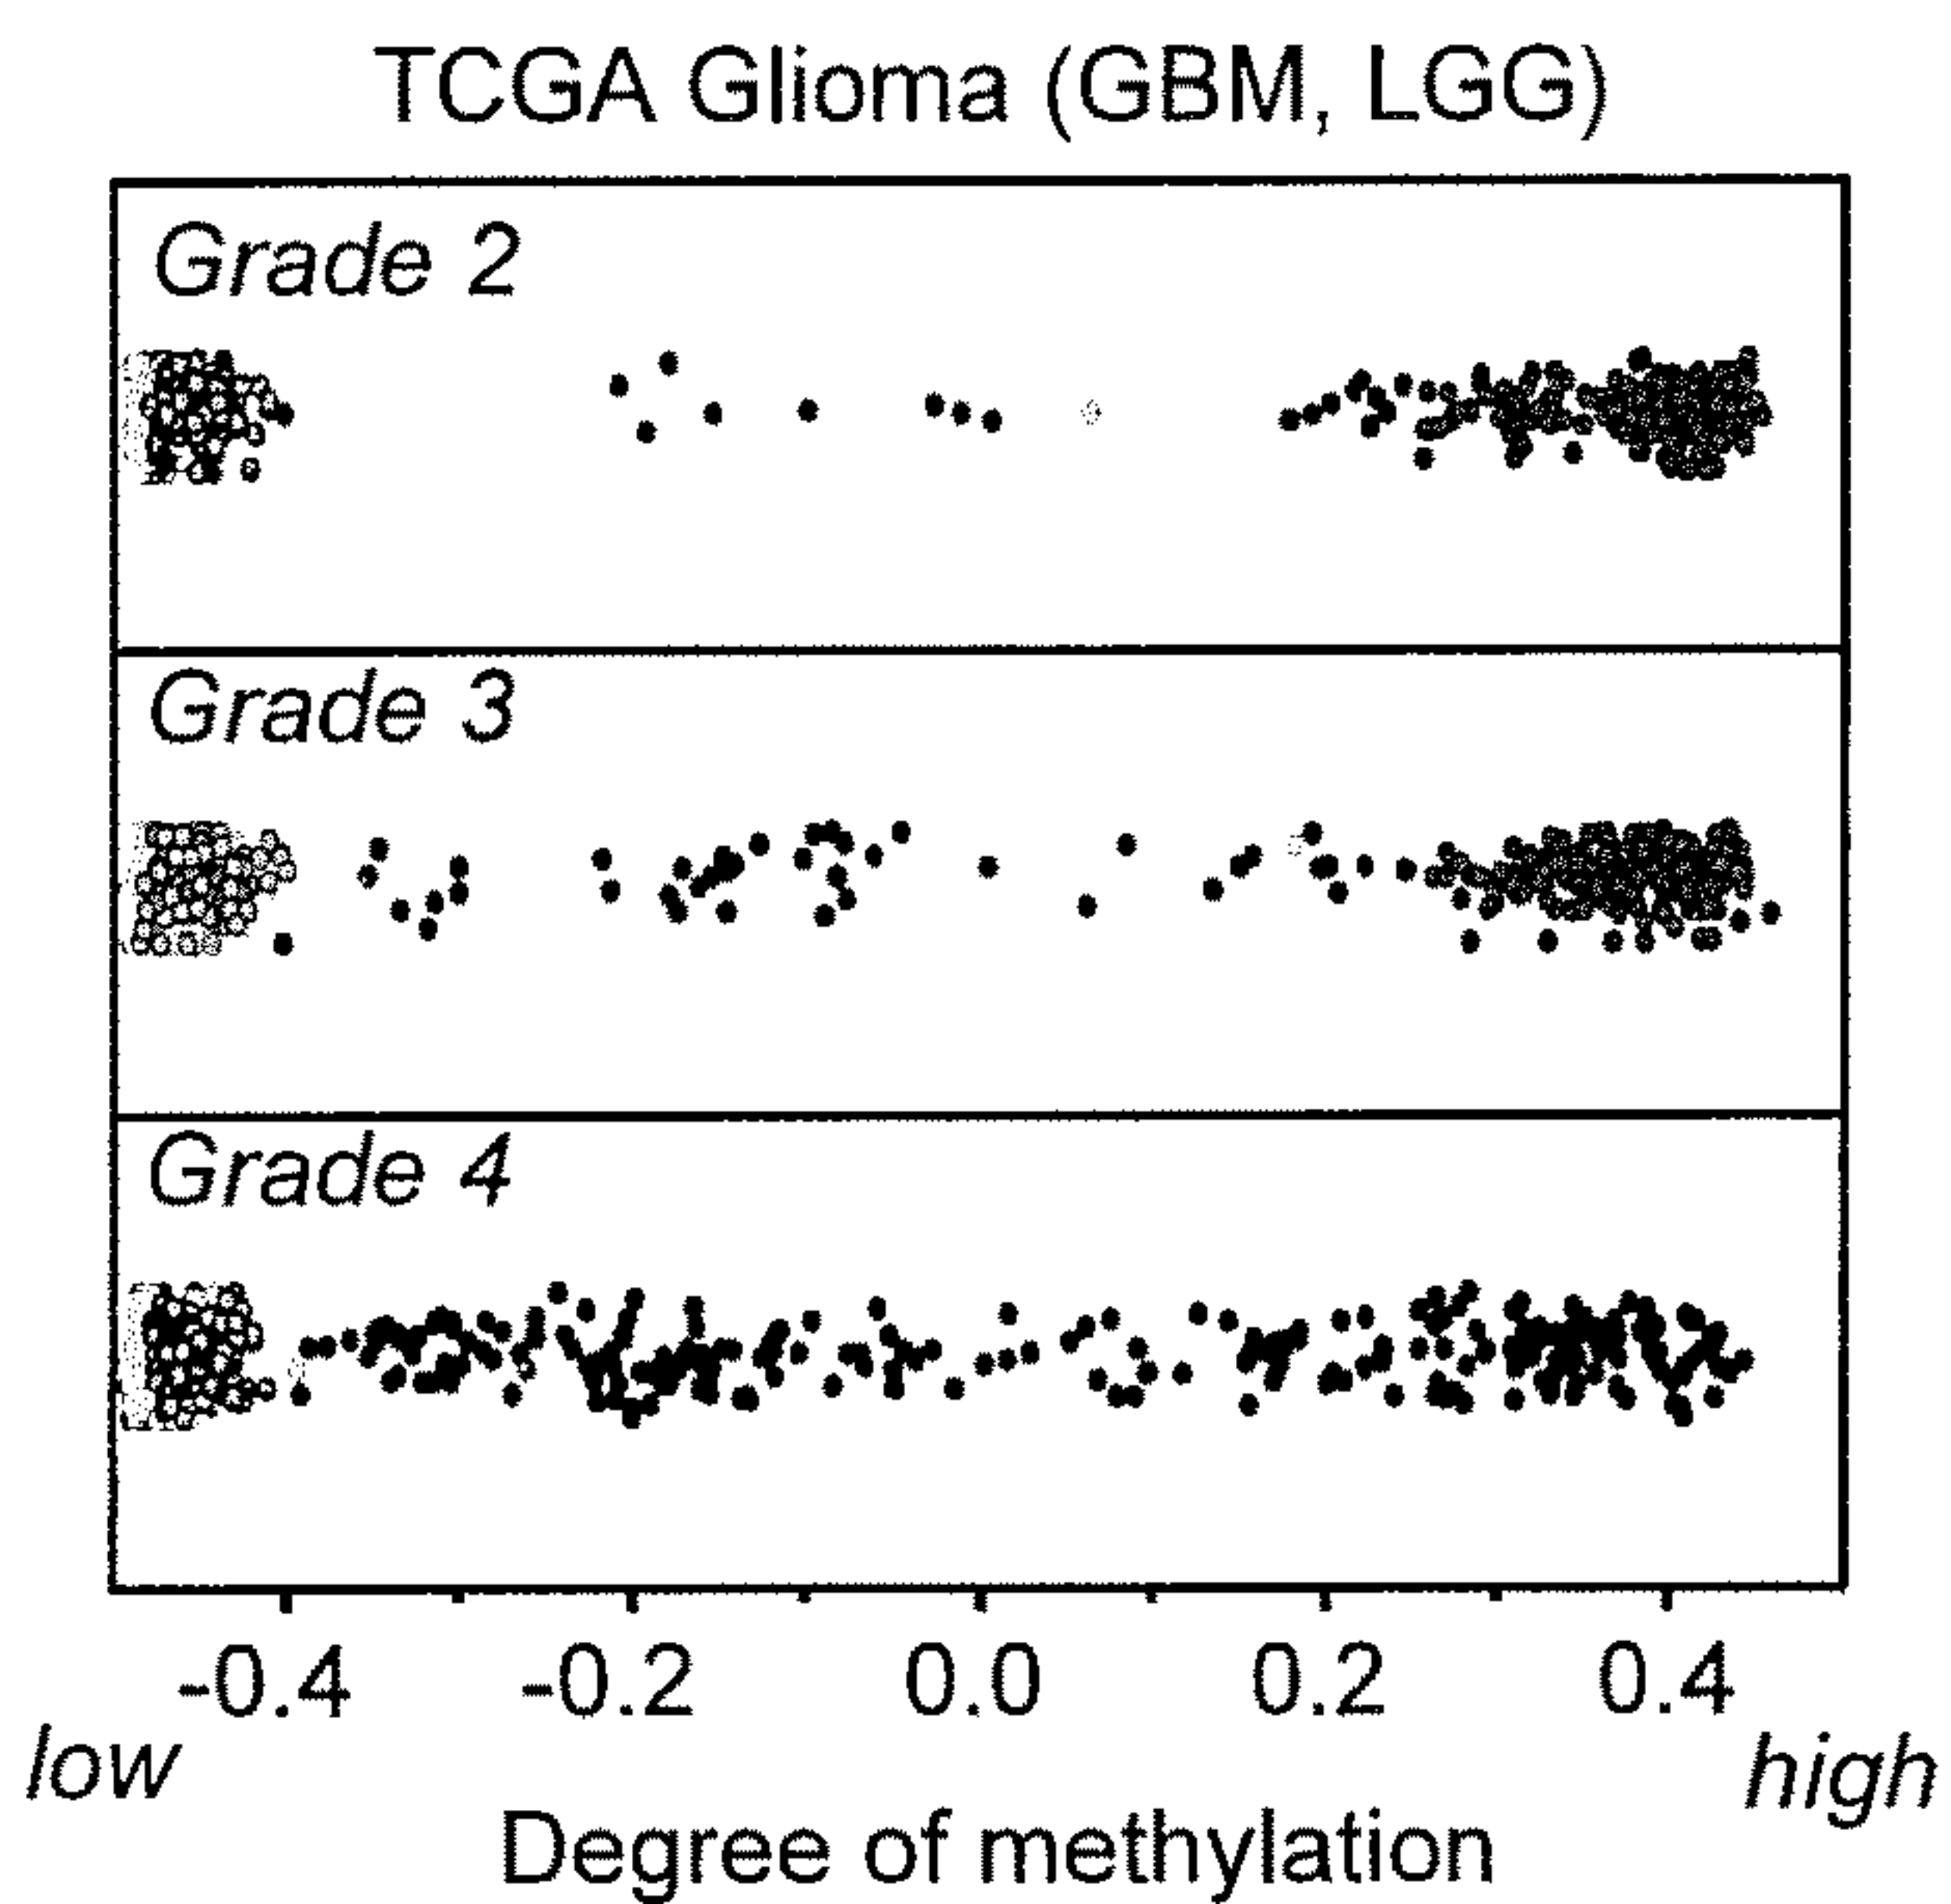 TCGA Glioma (GBM, LGG)
Grade 2
Grade 3
Grade 4
-0.4 -0.2 0.0 0.2 0.4
low high
Degree of methylation